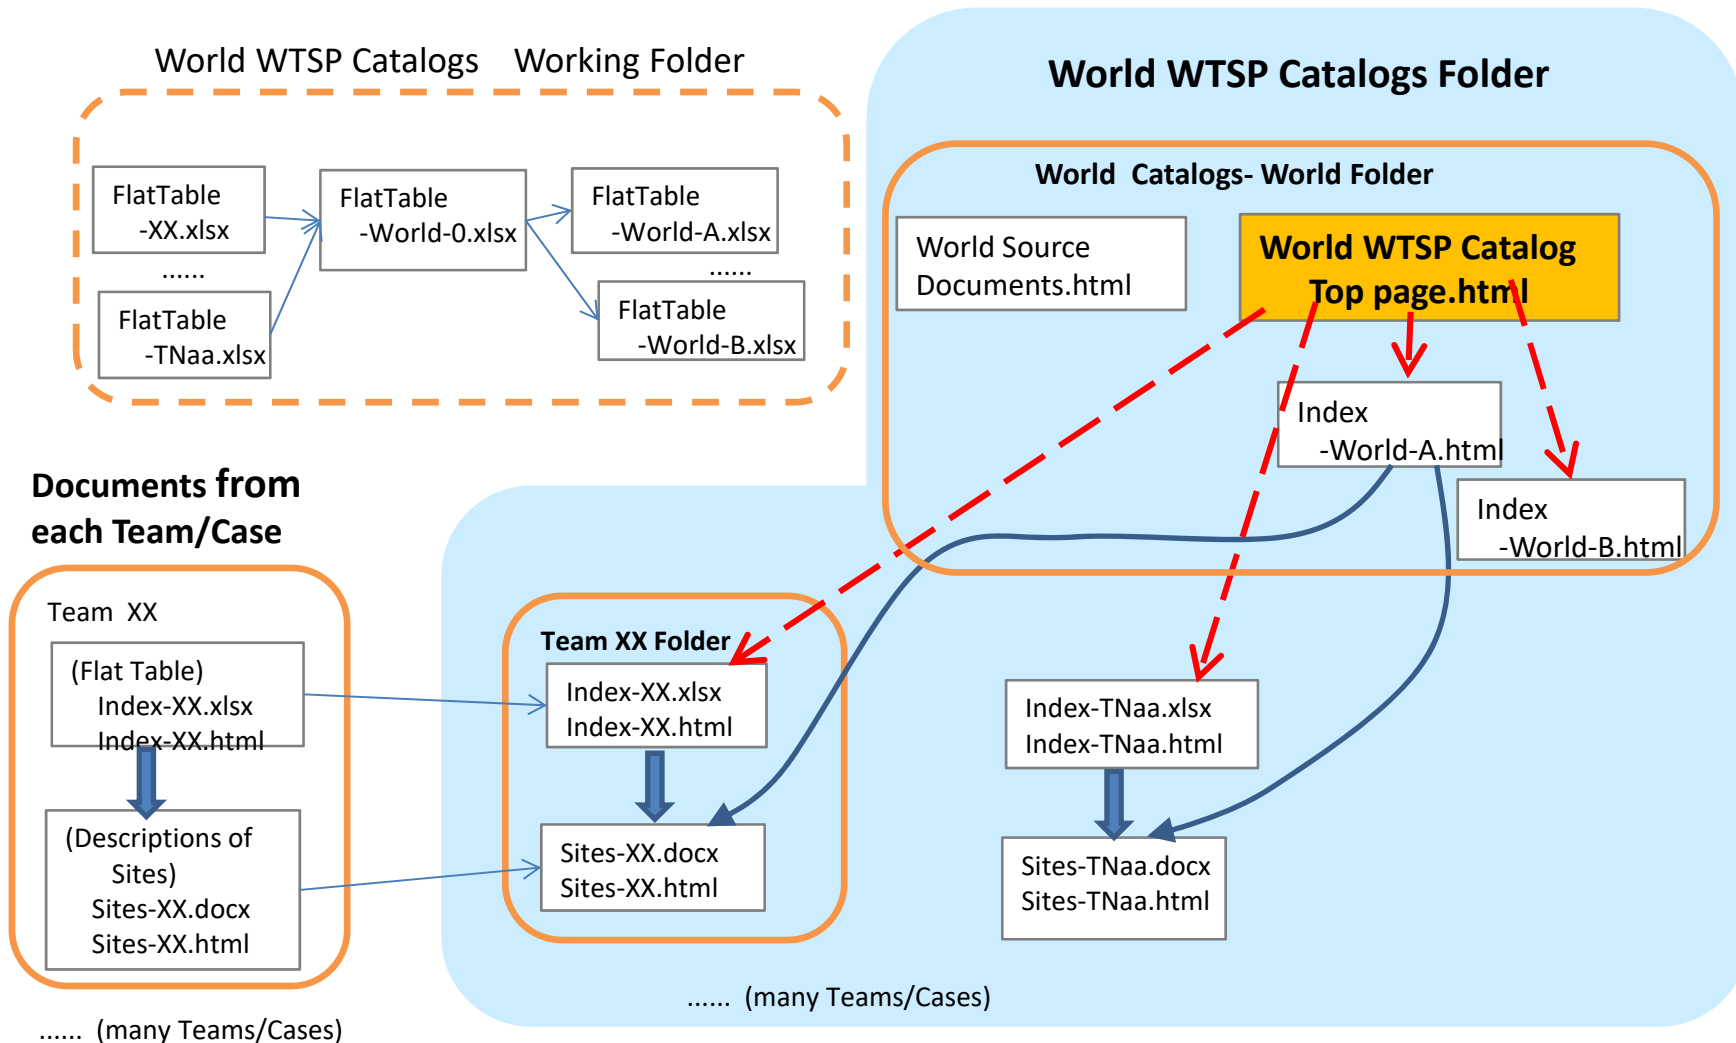 World WTSP Catalogs    Working Folder
FlatTable
-XX.xlsx
......
FlatTable
-TNaa.xlsx
FlatTable
-World-0.xlsx
FlatTable
-World-A.xlsx
......
FlatTable
-World-B.xlsx
World WTSP Catalogs Folder
World  Catalogs- World Folder
World Source
Documents.html
World WTSP Catalog
Top page.html
Index
-World-A.html
Index
-World-B.html
Documents from
each Team/Case
Team  XX
(Flat Table)
Index-XX.xlsx
Index-XX.html
(Descriptions of
Sites)
Sites-XX.docx
Sites-XX.html
...... (many Teams/Cases)
Team XX Folder
Index-XX.xlsx
Index-XX.html
Sites-XX.docx
Sites-XX.html
Index-TNaa.xlsx
Index-TNaa.html
Sites-TNaa.docx
Sites-TNaa.html
...... (many Teams/Cases)